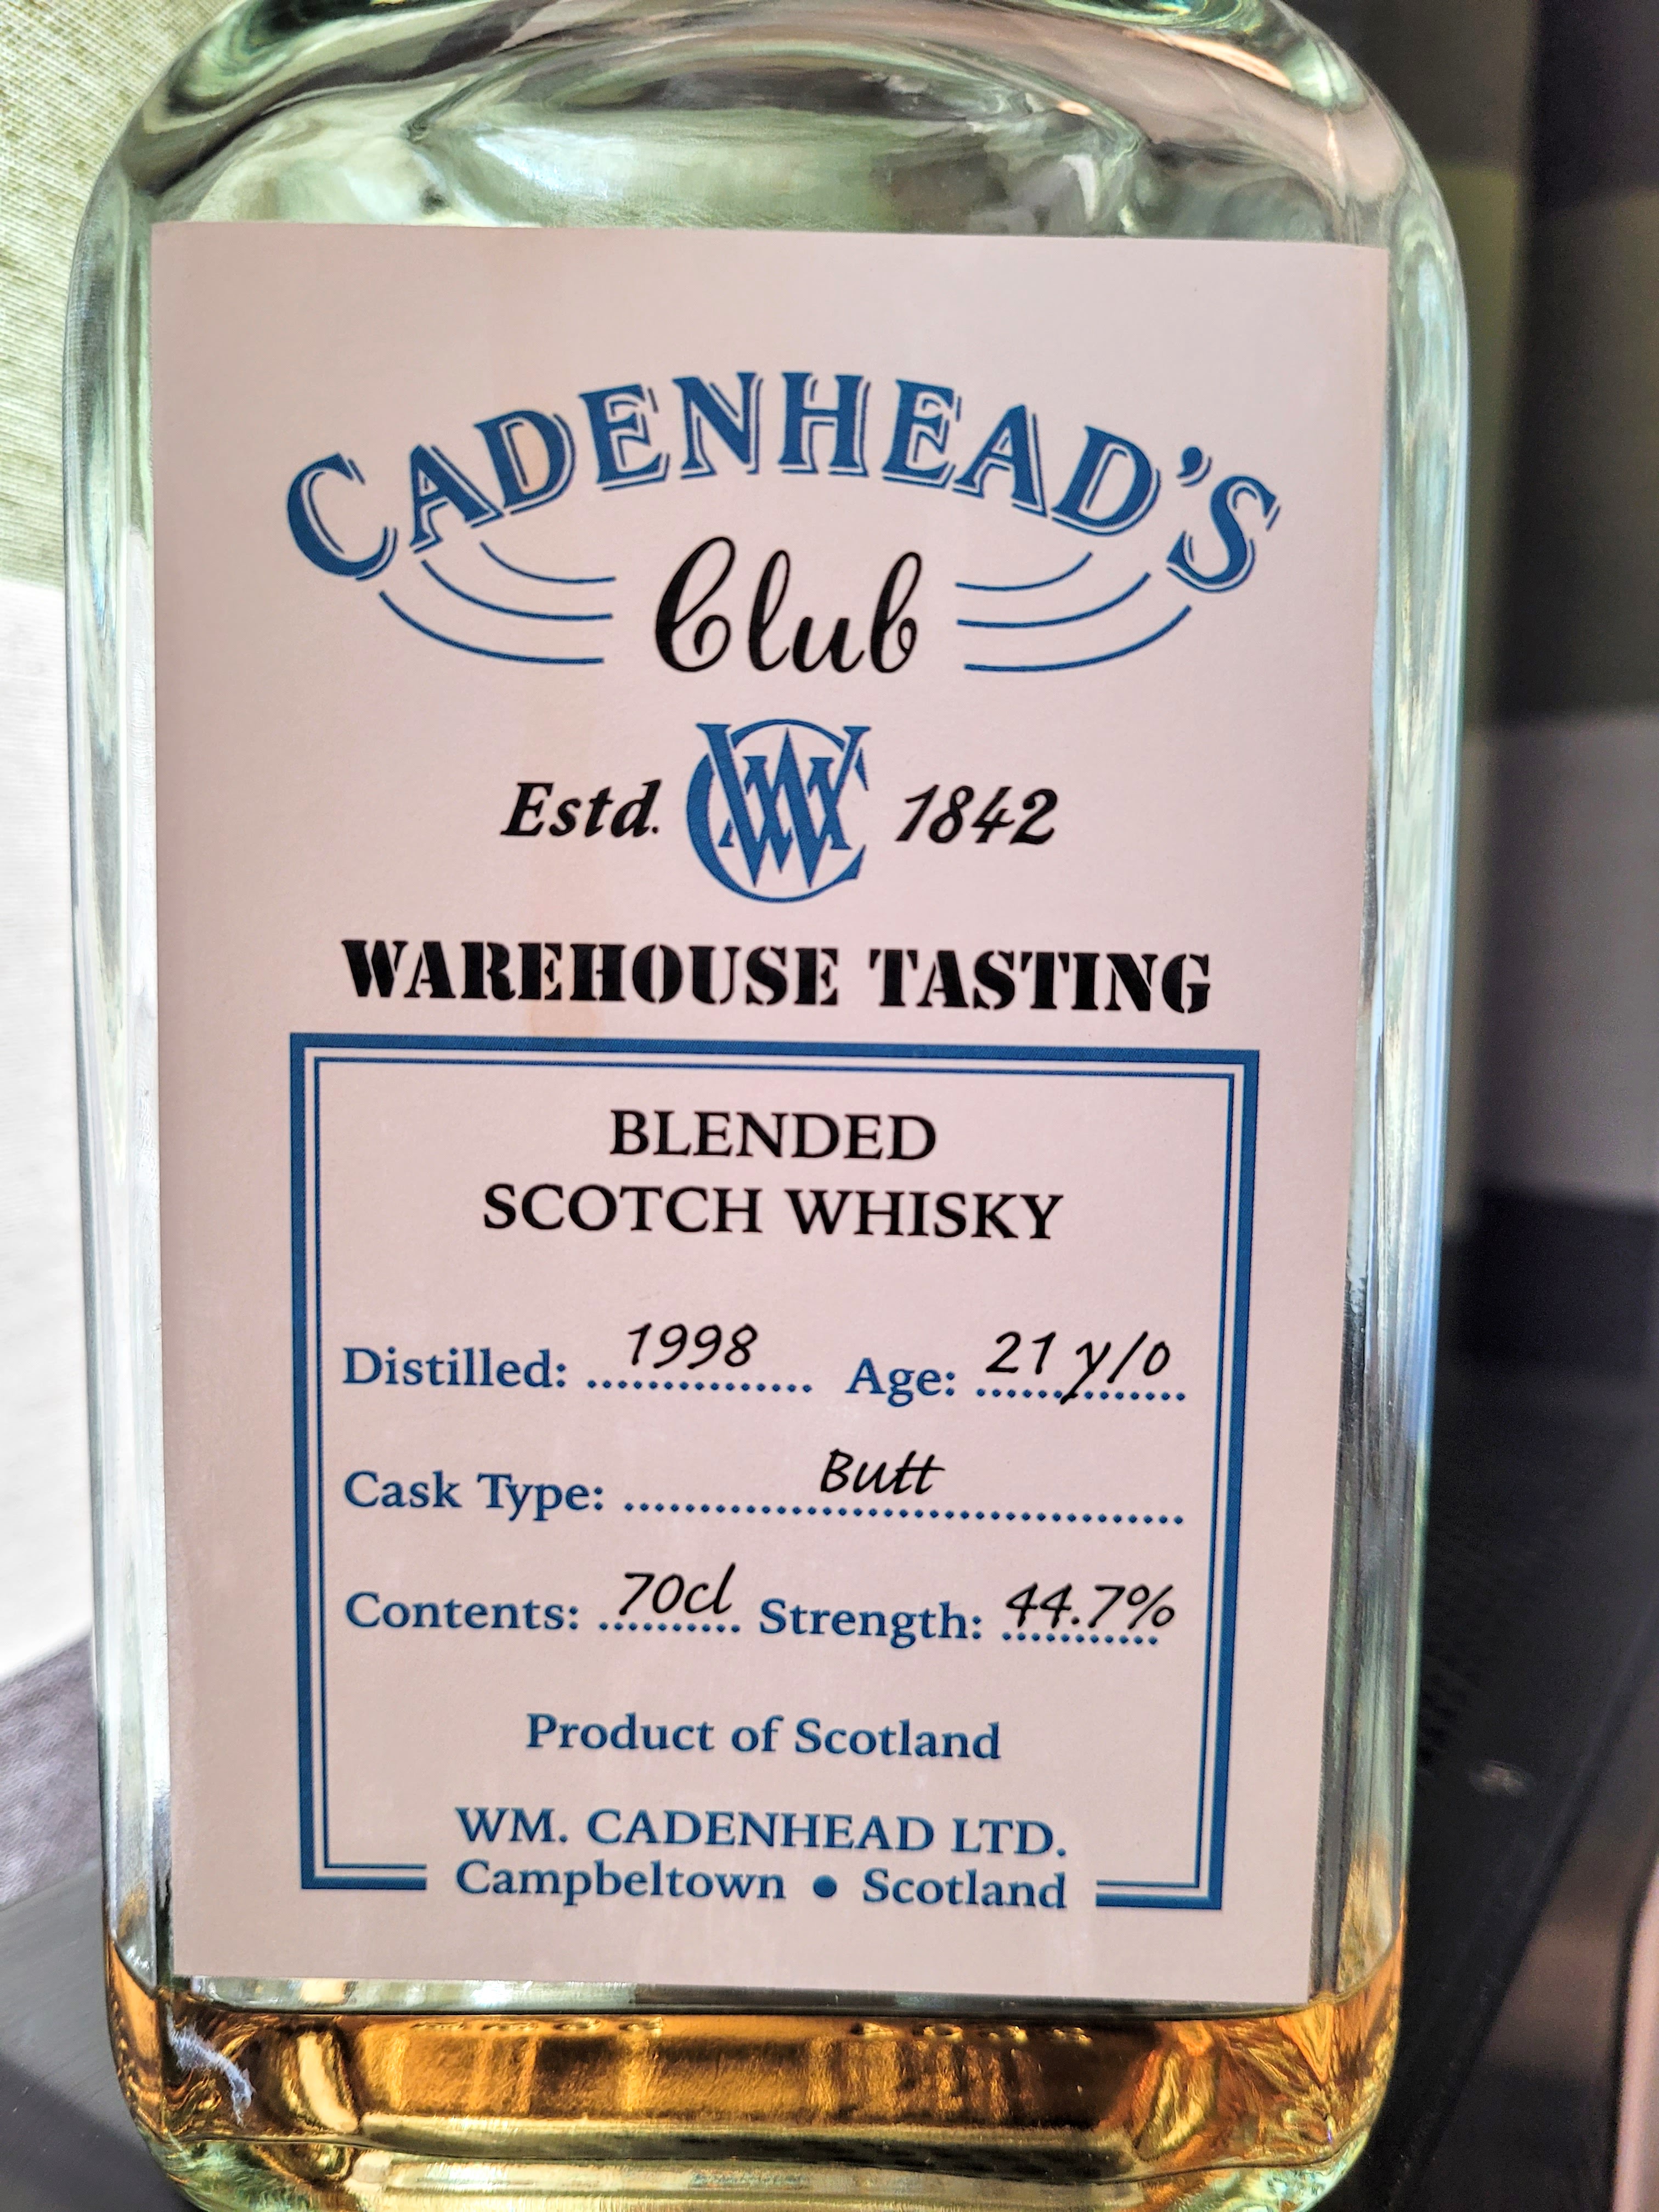 CADENHEAD'S
Club
Estd. WC 1842
WAREHOUSE TASTING
BLENDED
SCOTCH WHISKY
Distilled: 1998 Age: 21 y/o
Cask Type: Butt
Contents: 70cl Strength: 44.7%
Product of Scotland
WM. CADENHEAD LTD.
Campbeltown • Scotland